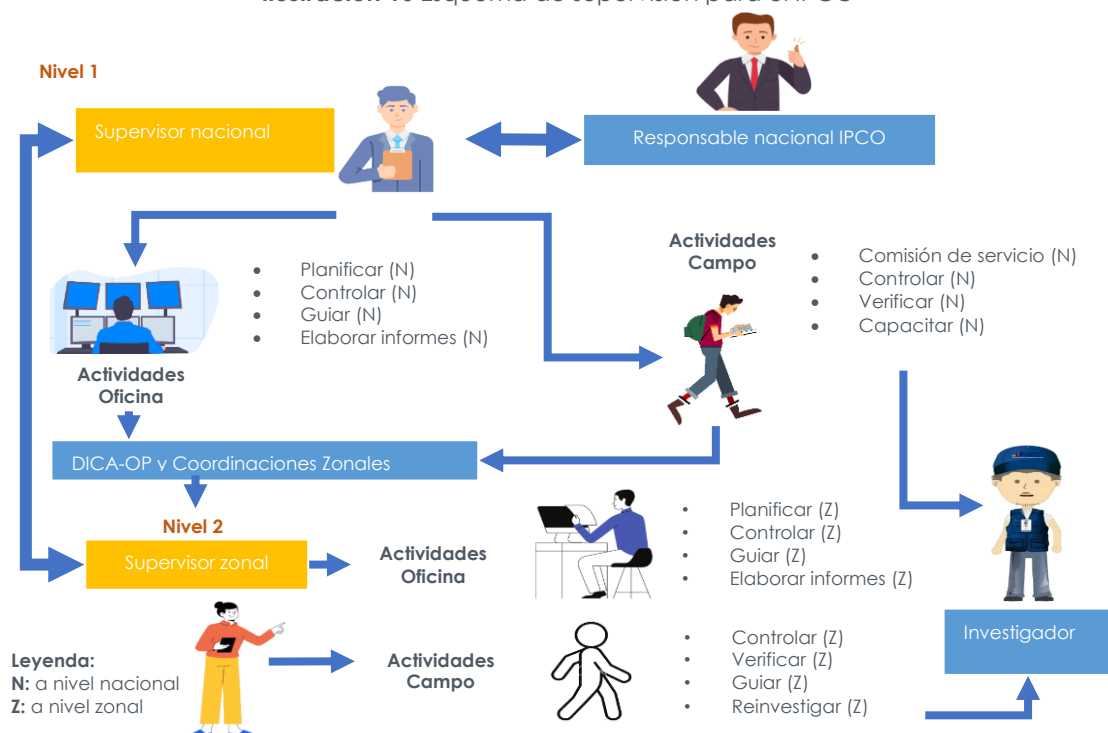 Nivel 1
Supervisor nacional
Responsable nacional IPCO
Actividades
Campo
• Comisión de servicio (N)
• Controlar (N)
• Verificar (N)
• Capacitar (N)
• Planificar (N)
• Controlar (N)
• Guiar (N)
• Elaborar informes (N)
Actividades
Oficina
DICA-OP y Coordinaciones Zonales
Nivel 2
Supervisor zonal
Actividades
Oficina
• Planificar (Z)
• Controlar (Z)
• Guiar (Z)
• Elaborar informes (Z)
Investigador
Actividades
Campo
• Controlar (Z)
• Verificar (Z)
• Guiar (Z)
• Reinvestigar (Z)
Leyenda:
N: a nivel nacional
Z: a nivel zonal